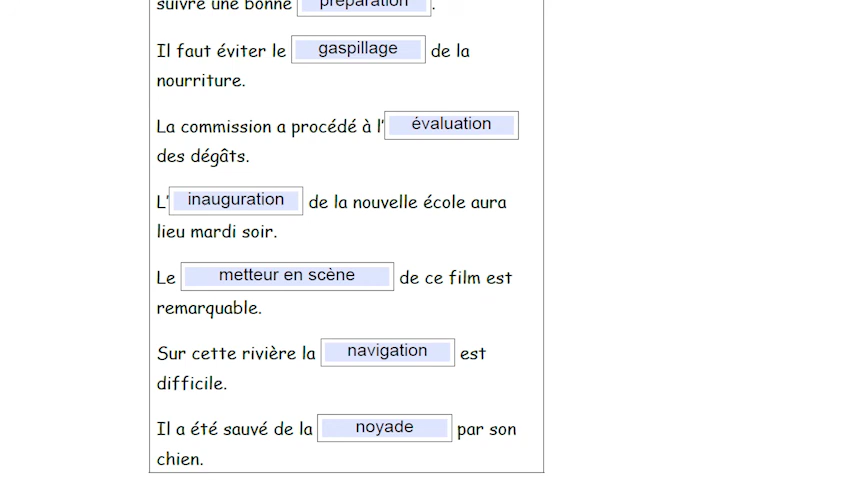 suivre une bonne préparation.
Il faut éviter le gaspillage de la
nourriture.
La commission a procédé à l'évaluation
des dégâts.
L'inauguration de la nouvelle école aura
lieu mardi soir.
Le metteur en scène de ce film est
remarquable.
Sur cette rivière la navigation est
difficile.
Il a été sauvé de la noyade par son
chien.